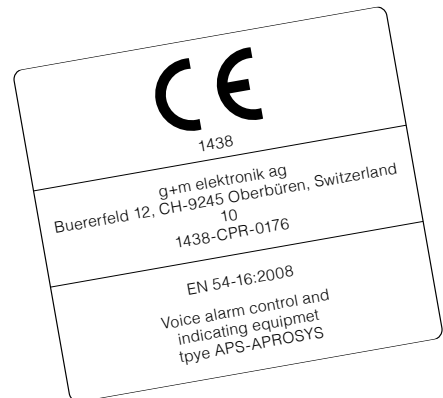 CE
1438
g+m elektronik ag
Buererfeld 12, CH-9245 Oberbüren, Switzerland
10
1438-CPR-0176
EN 54-16:2008
Voice alarm control and
indicating equipmet
tpye APS-APROSYS